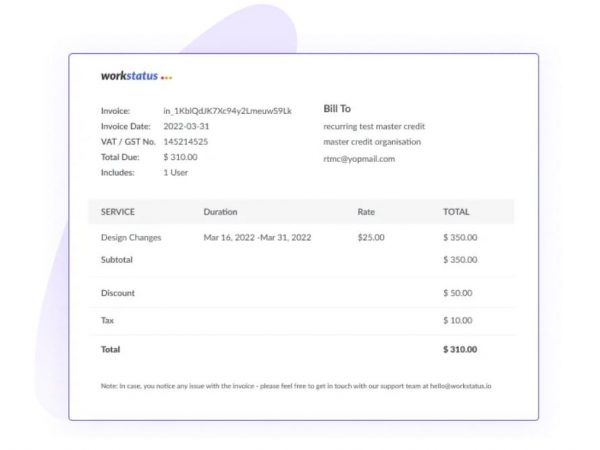 workstatus
Invoice: in_1KblQdJK7Xc94y2LmeuwS9Lk
Invoice Date: 2022-03-31
VAT / GST No. 145214525
Total Due: $ 310.00
Includes: 1 User
Bill To
recurring test master credit
master credit organisation
rtmc@yopmail.com
SERVICE Duration Rate TOTAL
Design Changes Mar 16, 2022 -Mar 31, 2022 $25.00 $ 350.00
Subtotal $ 350.00
Discount $ 50.00
Tax $ 10.00
Total $ 310.00
Note: In case, you notice any issue with the invoice - please feel free to get in touch with our support team at hello@workstatus.io